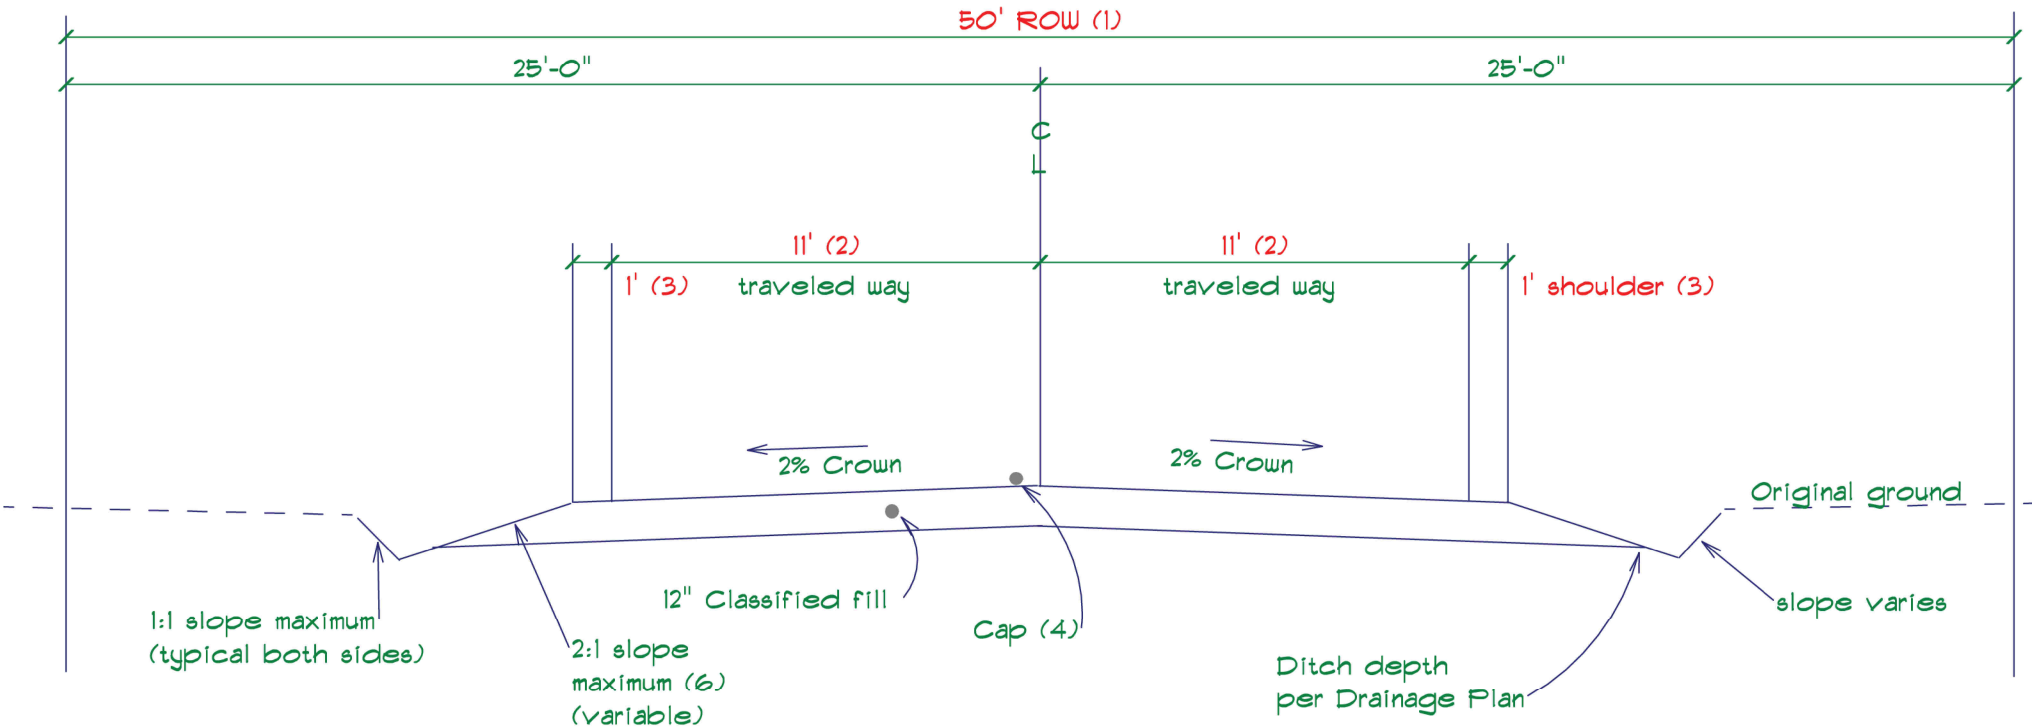 50' ROW (1)
25'-0"
25'-0"
C
L
11' (2)
11' (2)
1' (3)
traveled way
traveled way
1' shoulder (3)
2% Crown
2% Crown
Original ground
12" Classified fill
Cap (4)
slope varies
1:1 slope maximum
(typical both sides)
2:1 slope
maximum (6)
(variable)
Ditch depth
per Drainage Plan